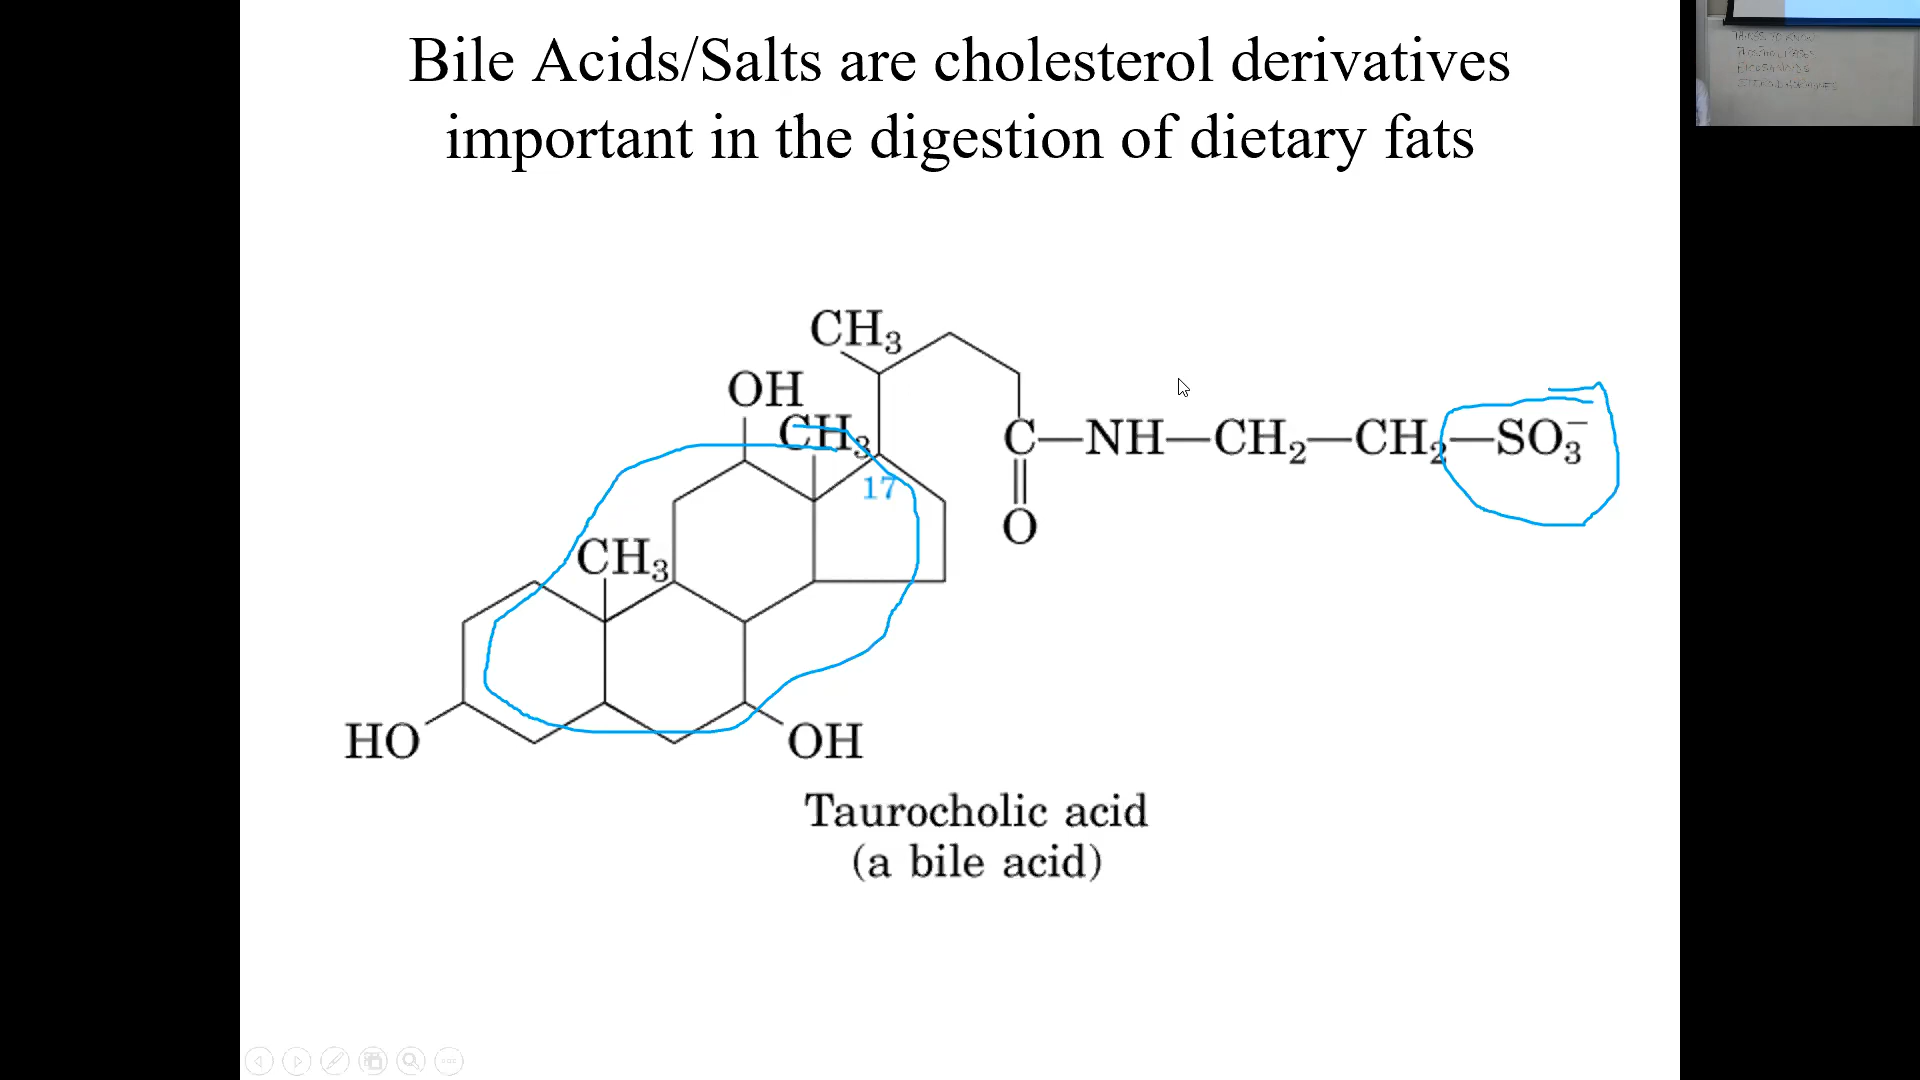 Bile Acids/Salts are cholesterol derivatives
important in the digestion of dietary fats
CH₃
OH
CH₃
C—NH—CH₂—CH₂—SO₃⁻
17
O
CH₃
HO
OH
Taurocholic acid
(a bile acid)